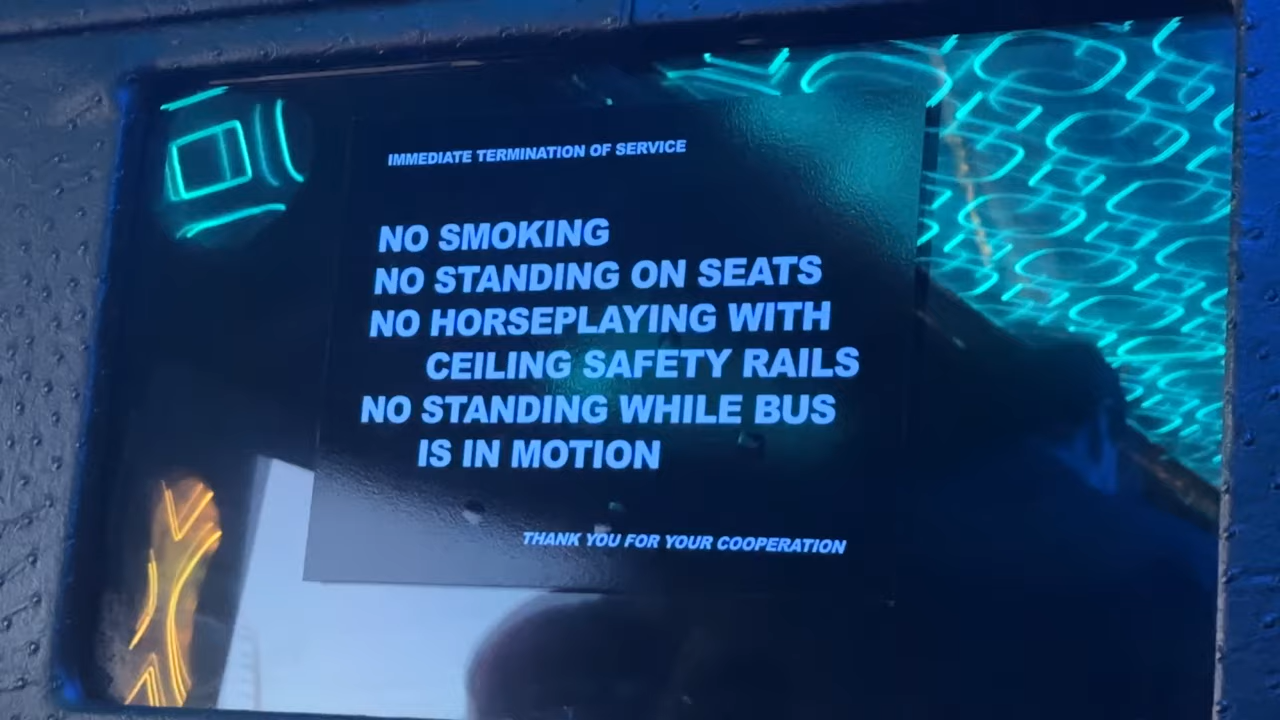 IMMEDIATE TERMINATION OF SERVICE
NO SMOKING
NO STANDING ON SEATS
NO HORSEPLAYING WITH
CEILING SAFETY RAILS
NO STANDING WHILE BUS
IS IN MOTION
THANK YOU FOR YOUR COOPERATION